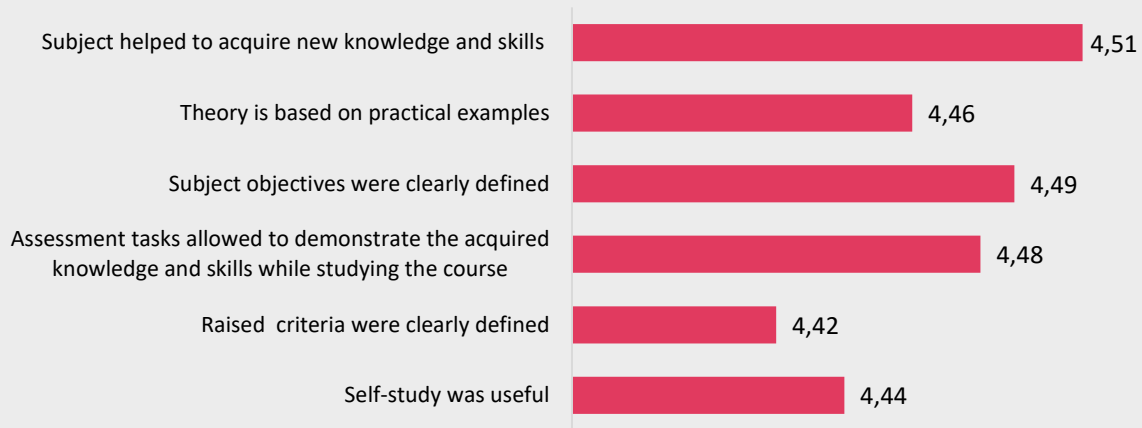 Subject helped to acquire new knowledge and skills
4,51
Theory is based on practical examples
4,46
Subject objectives were clearly defined
4,49
Assessment tasks allowed to demonstrate the acquired
knowledge and skills while studying the course
4,48
Raised  criteria were clearly defined
4,42
Self-study was useful
4,44